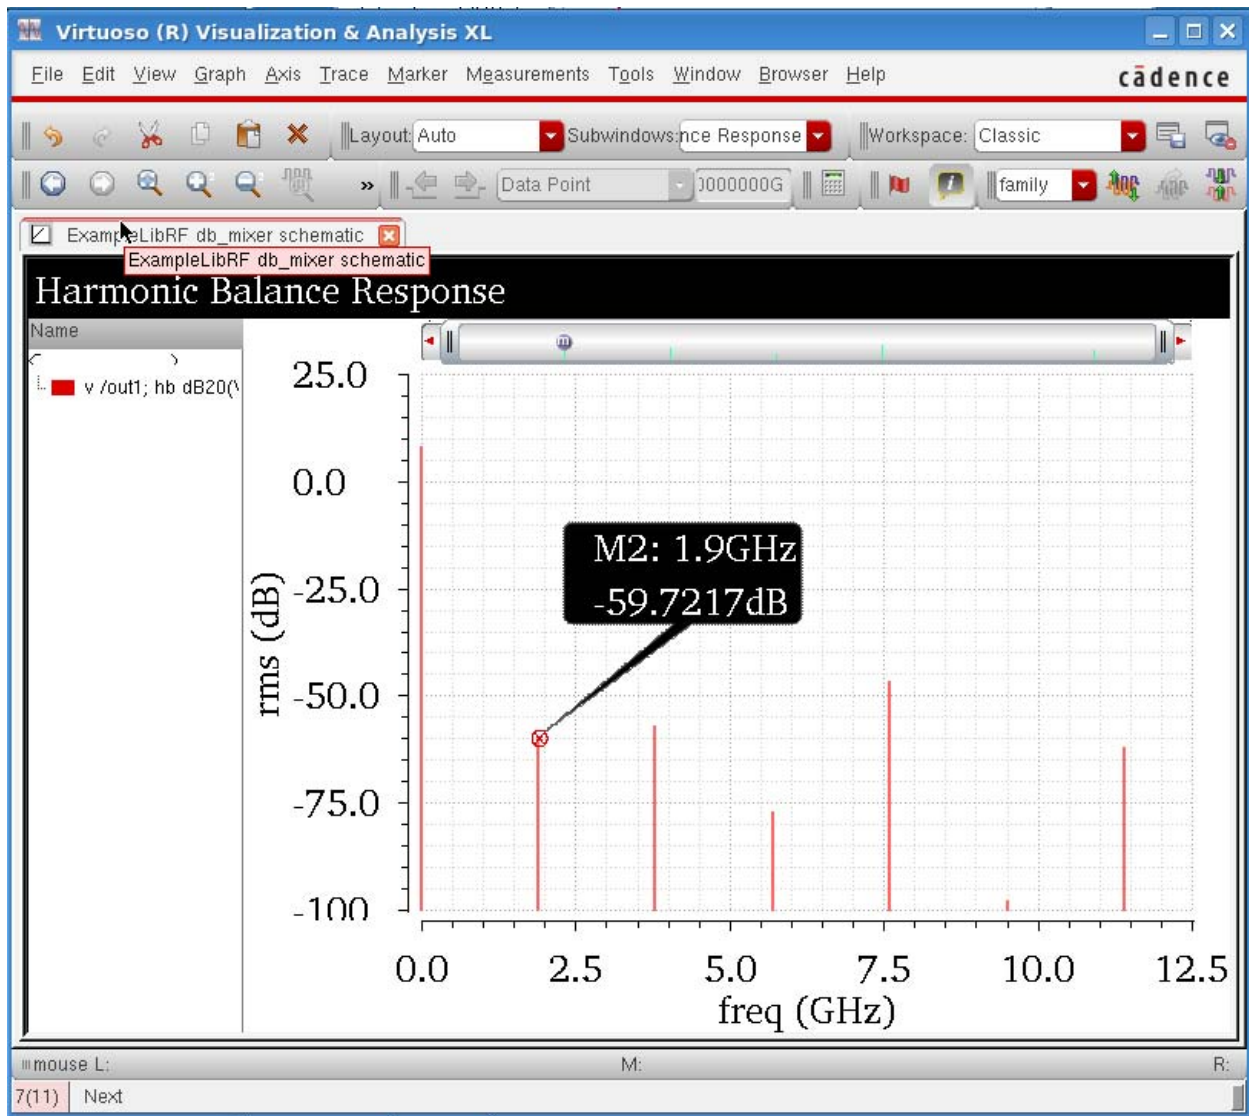 Virtuoso (R) Visualization & Analysis XL
File Edit View Graph Axis Trace Marker Measurements Tools Window Browser Help cādence
Layout: Auto Subwindows: nce Response Workspace: Classic
» Data Point 0000000G family
ExampleLibRF db_mixer schematic
ExampleLibRF db_mixer schematic
Harmonic Balance Response
Name
v /out1; hb dB20(
m
25.0
0.0
-25.0
-50.0
-75.0
-100
rms (dB)
M2: 1.9GHz
-59.7217dB
0.0 2.5 5.0 7.5 10.0 12.5
freq (GHz)
mouse L: M: R:
7(11) Next